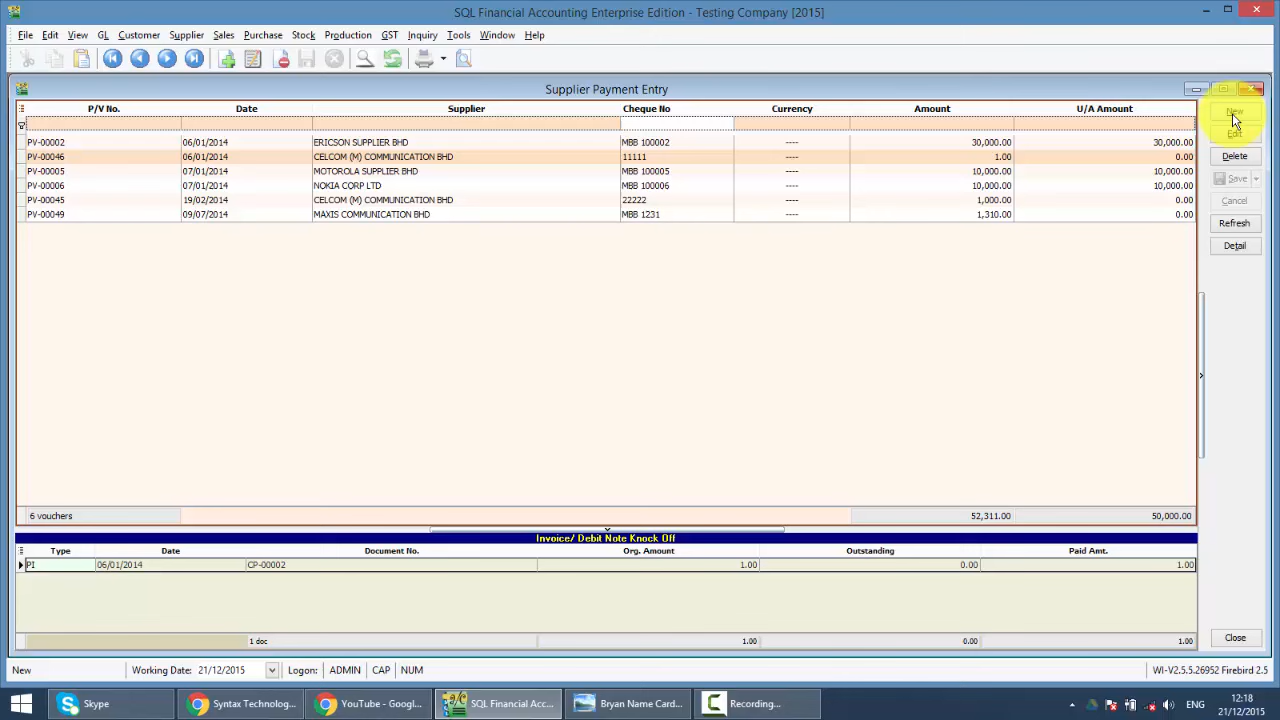 SQL Financial Accounting Enterprise Edition - Testing Company [2015]
File Edit View GL Customer Supplier Sales Purchase Stock Production GST Inquiry Tools Window Help
Supplier Payment Entry
P/V No. Date Supplier Cheque No Currency Amount U/A Amount
PV-00002 06/01/2014 ERICSON SUPPLIER BHD MBB 100002 ---- 30,000.00 30,000.00
PV-00046 06/01/2014 CELCOM (M) COMMUNICATION BHD 11111 ---- 1.00 0.00
PV-00005 07/01/2014 MOTOROLA SUPPLIER BHD MBB 100005 ---- 10,000.00 10,000.00
PV-00006 07/01/2014 NOKIA CORP LTD MBB 100006 ---- 10,000.00 10,000.00
PV-00045 19/02/2014 CELCOM (M) COMMUNICATION BHD 22222 ---- 1,000.00 0.00
PV-00049 09/07/2014 MAXIS COMMUNICATION BHD MBB 1231 ---- 1,310.00 0.00
6 vouchers 52,311.00 50,000.00
New
Edit
Delete
Save
Cancel
Refresh
Detail
Invoice/ Debit Note Knock Off
Type Date Document No. Org. Amount Outstanding Paid Amt.
PI 06/01/2014 CP-00002 1.00 0.00 1.00
1 doc 1.00 0.00 1.00
Close
New Working Date: 21/12/2015 Logon: ADMIN CAP NUM WI-V2.5.5.26952 Firebird 2.5
Skype Syntax Technolog... YouTube - Googl... SQL Financial Acc... Bryan Name Card... Recording... ENG 12:18
21/12/2015